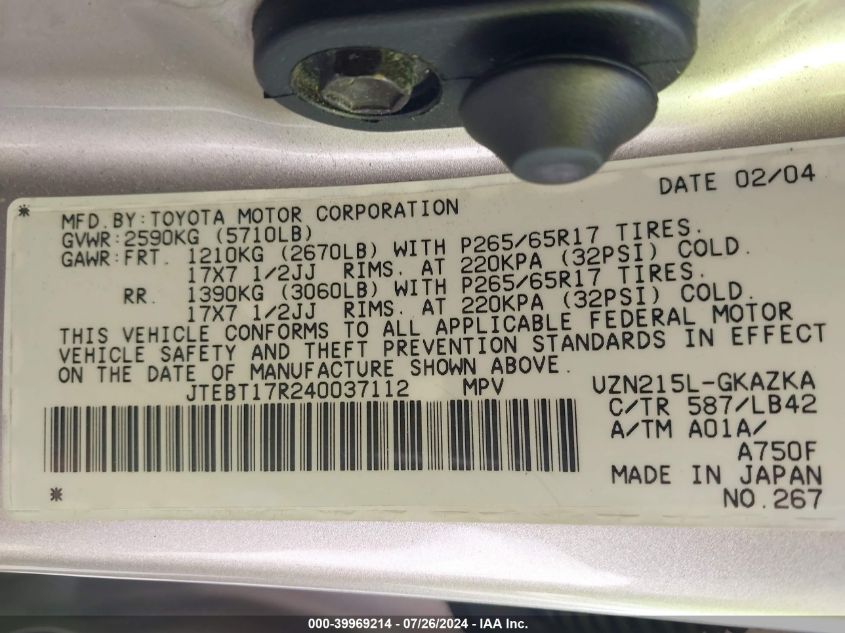 DATE 02/04
* MFD.BY:TOYOTA MOTOR CORPORATION
GVWR:2590KG (5710LB)
GAWR:FRT. 1210KG (2670LB) WITH P265/65R17 TIRES.
17X7 1/2JJ RIMS. AT 220KPA (32PSI) COLD.
RR. 1390KG (3060LB) WITH P265/65R17 TIRES.
17X7 1/2JJ RIMS. AT 220KPA (32PSI) COLD.
THIS VEHICLE CONFORMS TO ALL APPLICABLE FEDERAL MOTOR
VEHICLE SAFETY AND THEFT PREVENTION STANDARDS IN EFFECT
ON THE DATE OF MANUFACTURE SHOWN ABOVE.
JTEBT17R240037112 MPV UZN215L-GKAZKA
C/TR 587/LB42
A/TM A01A/
A750F
MADE IN JAPAN
* NO.267
000-39969214 / 07/26/2024 - IAA Inc.